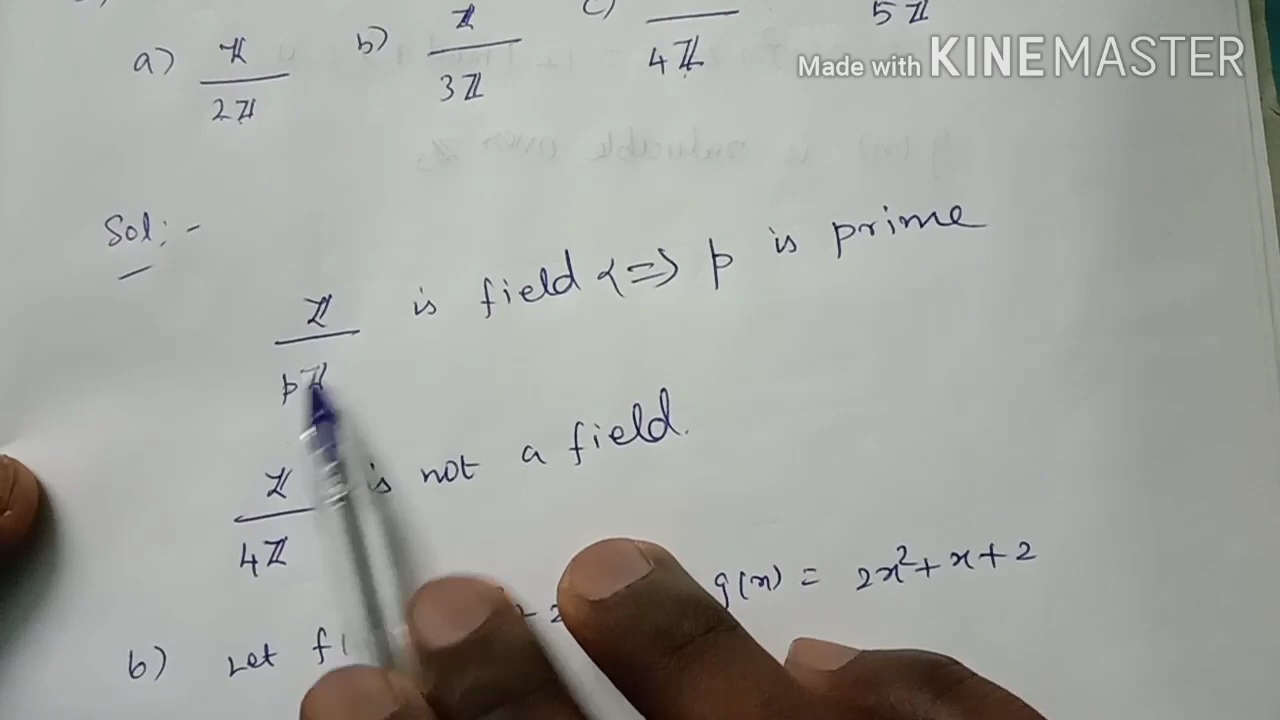 a) ℤ/2ℤ b) ℤ/3ℤ c) /4ℤ 5ℤ
Made with KINEMASTER
Sol:-
ℤ/pℤ is field <=> p is prime
ℤ/4ℤ is not a field.
b) Let f( g(x) = 2x²+x+2